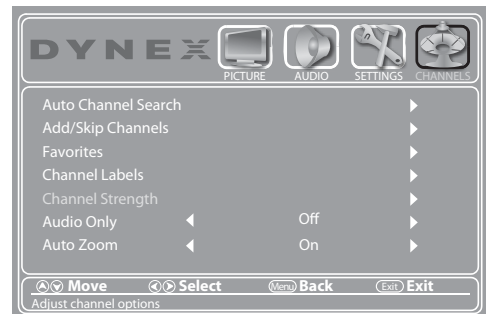 DYNEX
PICTURE AUDIO SETTINGS CHANNELS
Auto Channel Search
Add/Skip Channels
Favorites
Channel Labels
Channel Strength
Audio Only Off
Auto Zoom On
Move Select Menu Back Exit Exit
Adjust channel options